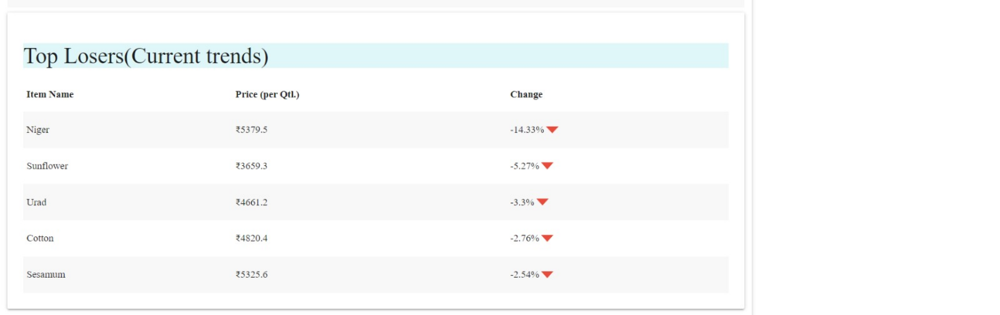 Top Losers(Current trends)
Item Name Price (per Qtl.) Change
Niger ₹5379.5 -14.33%
Sunflower ₹3659.3 -5.27%
Urad ₹4661.2 -3.3%
Cotton ₹4820.4 -2.76%
Sesamum ₹5325.6 -2.54%